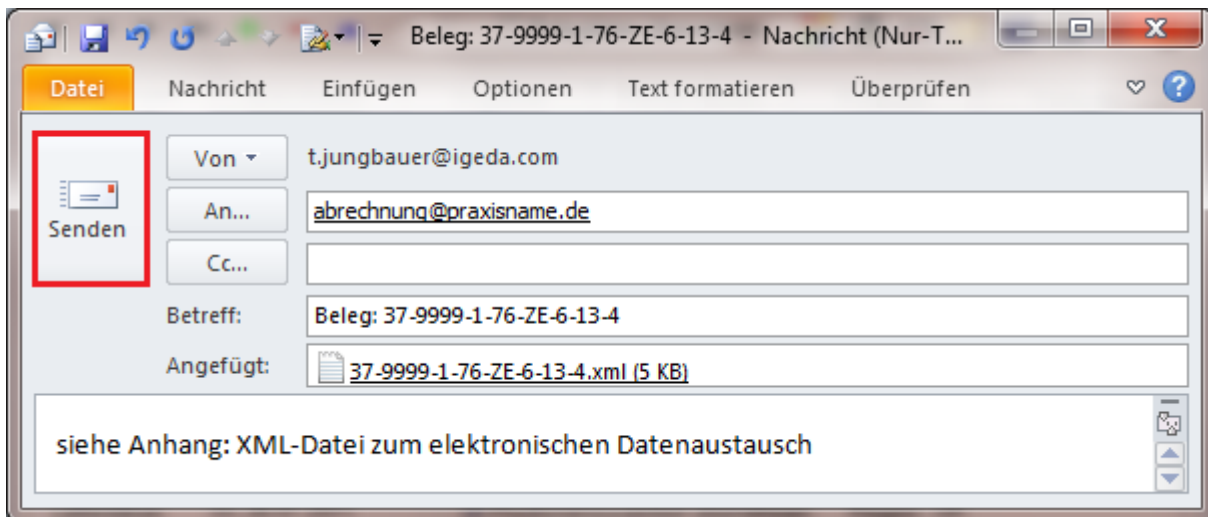 Beleg: 37-9999-1-76-ZE-6-13-4 - Nachricht (Nur-T...
Datei Nachricht Einfügen Optionen Text formatieren Überprüfen
Von t.jungbauer@igeda.com
An... abrechnung@praxisname.de
Senden
Cc...
Betreff: Beleg: 37-9999-1-76-ZE-6-13-4
Angefügt: 37-9999-1-76-ZE-6-13-4.xml (5 KB)
siehe Anhang: XML-Datei zum elektronischen Datenaustausch